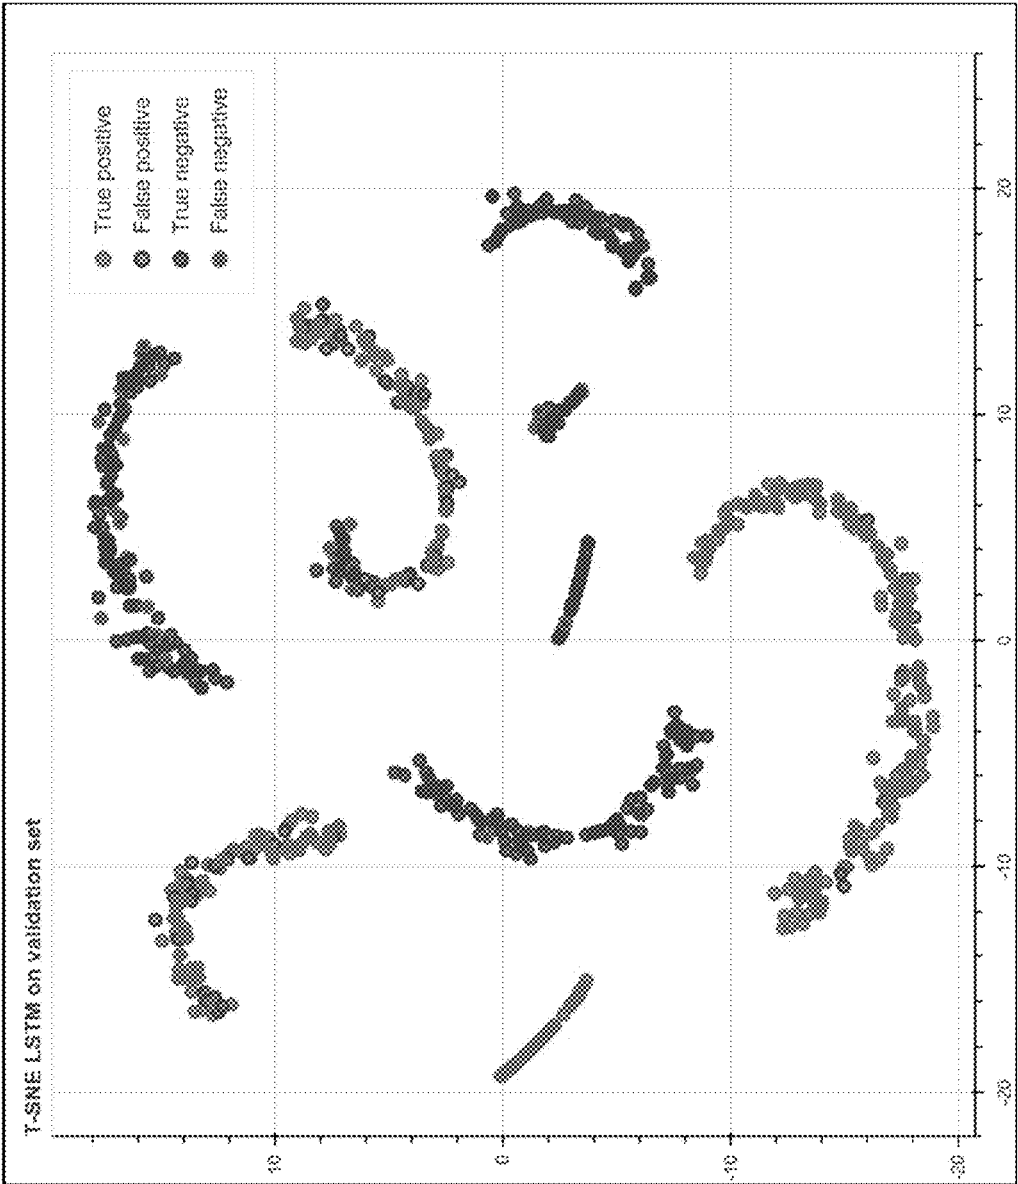 T-SNE LSTM on validation set
True positive
False positive
True negative
False negative
10
0
-10
-20
-20
-10
0
10
20